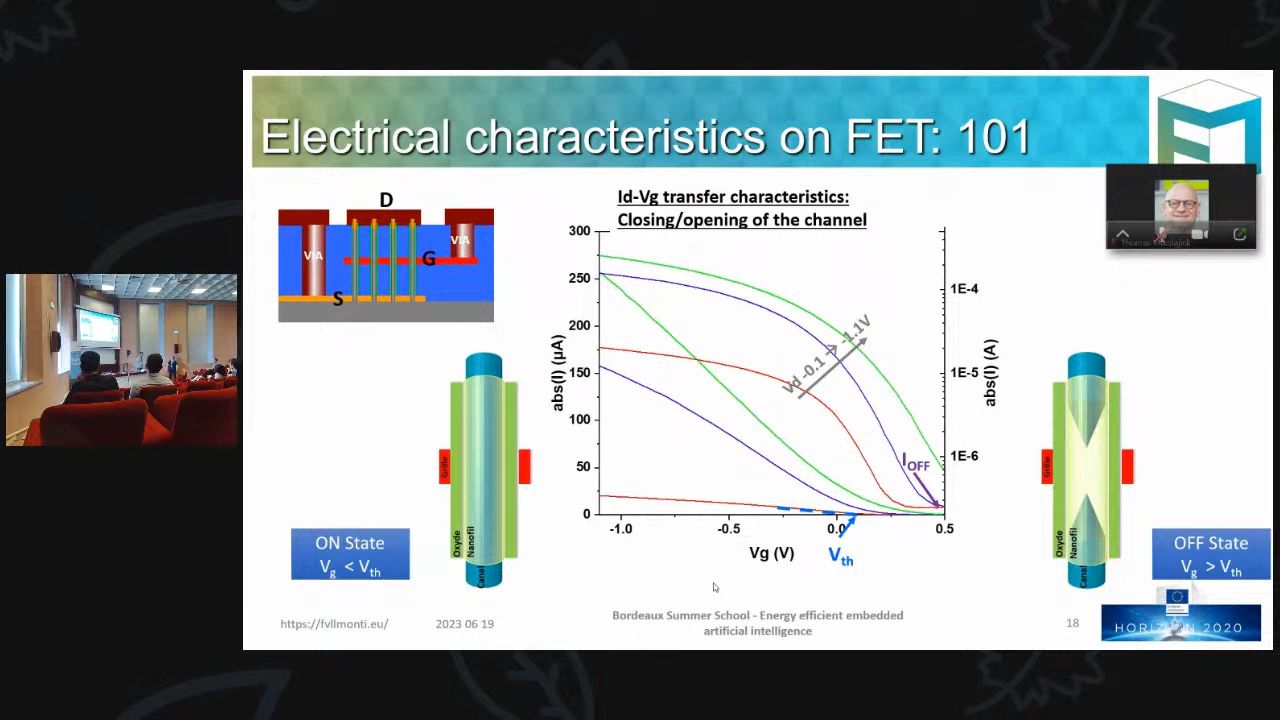 Electrical characteristics on FET: 101
Thomas Mikolajick
D
VIA
VIA
G
S
Id-Vg transfer characteristics:
Closing/opening of the channel
300
250
200
150
100
50
0
abs(I) (µA)
-1.0
-0.5
0.0
0.5
Vg (V)
1E-4
1E-5
1E-6
abs(I) (A)
Vd -0.1 -> -1.1V
IOFF
Vth
Grille
Oxyde
Nanofil
Canal
ON State
Vg < Vth
Grille
Oxyde
Nanofil
Canal
OFF State
Vg > Vth
https://fvllmonti.eu/
2023 06 19
Bordeaux Summer School - Energy efficient embedded
artificial intelligence
18
HORIZON 2020